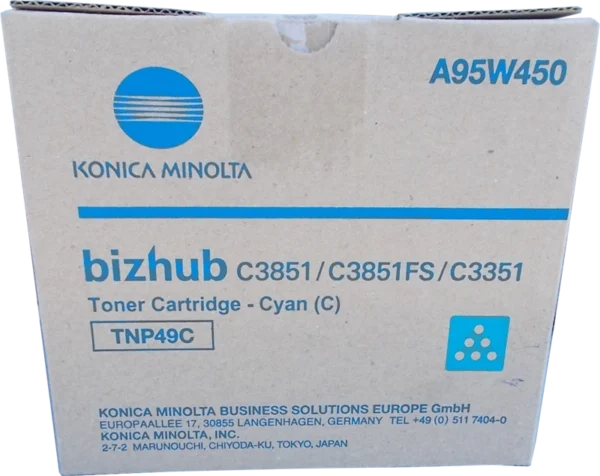 A95W450
KONICA MINOLTA
bizhub C3851/C3851FS/C3351
Toner Cartridge - Cyan (C)
TNP49C
KONICA MINOLTA BUSINESS SOLUTIONS EUROPE GmbH
EUROPAALLEE 17, 30855 LANGENHAGEN, GERMANY TEL +49 (0) 511 7404-0
KONICA MINOLTA, INC.
2-7-2 MARUNOUCHI, CHIYODA-KU, TOKYO, JAPAN